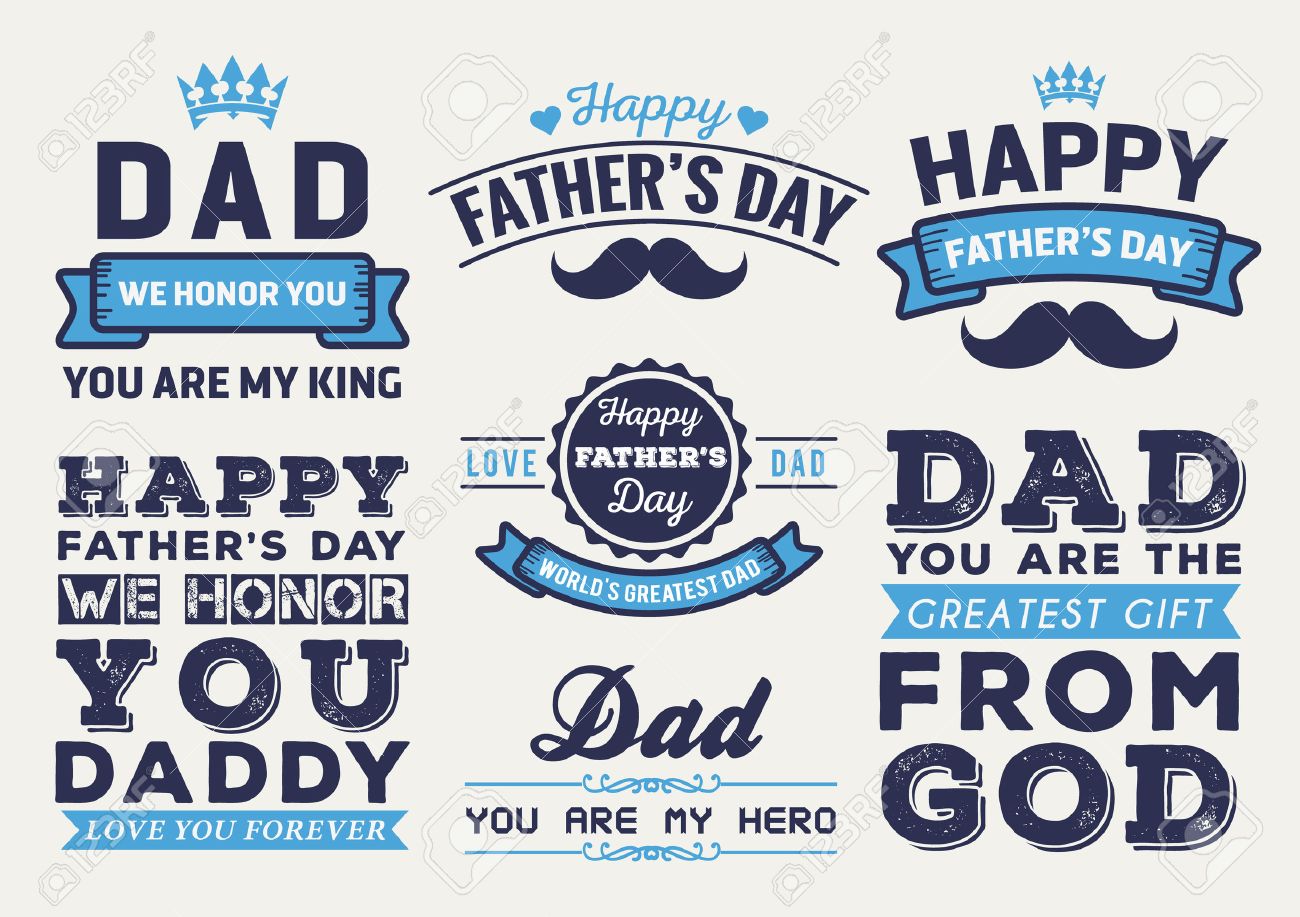 DAD
WE HONOR YOU
YOU ARE MY KING
Happy
FATHER'S DAY
HAPPY
FATHER'S DAY
HAPPY
FATHER'S DAY
WE HONOR
YOU
DADDY
LOVE YOU FOREVER
LOVE
Happy
FATHER'S
Day
DAD
WORLD'S GREATEST DAD
Dad
YOU ARE MY HERO
DAD
YOU ARE THE
GREATEST GIFT
FROM
GOD
123RF